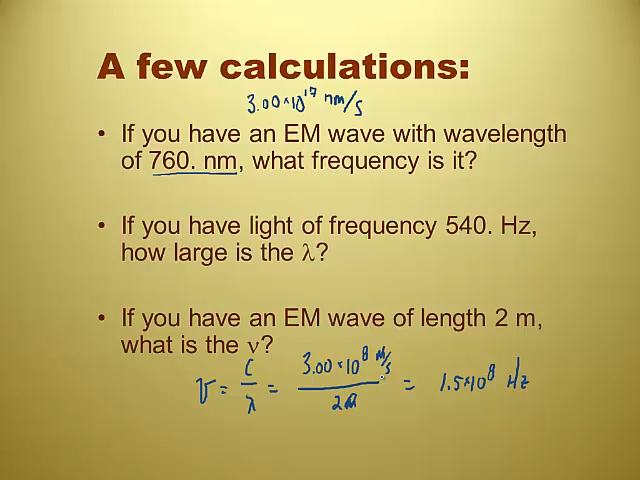 A few calculations:
3.00×10¹⁷ nm/s
• If you have an EM wave with wavelength
of 760. nm, what frequency is it?
• If you have light of frequency 540. Hz,
how large is the λ?
• If you have an EM wave of length 2 m,
what is the ν?
ν = c/λ = 3.00×10⁸ m/s / 2m = 1.5×10⁸ Hz